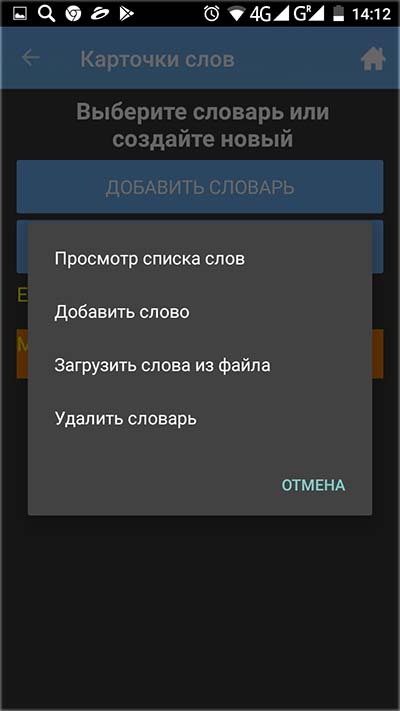 4G GR 14:12
Карточки слов
Выберите словарь или
создайте новый
ДОБАВИТЬ СЛОВАРЬ
Просмотр списка слов
Добавить слово
Загрузить слова из файла
Удалить словарь
ОТМЕНА